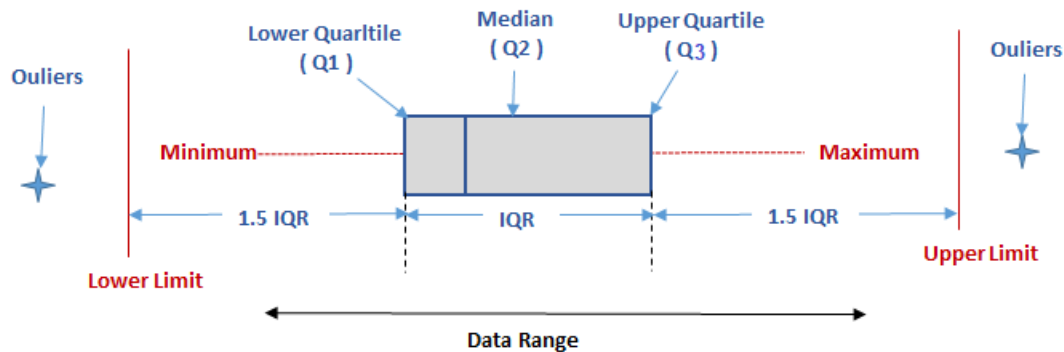 Lower Quarltile
( Q1 )
Median
( Q2 )
Upper Quartile
( Q3 )
Ouliers
Ouliers
Minimum
Maximum
1.5 IQR
IQR
1.5 IQR
Lower Limit
Upper Limit
Data Range